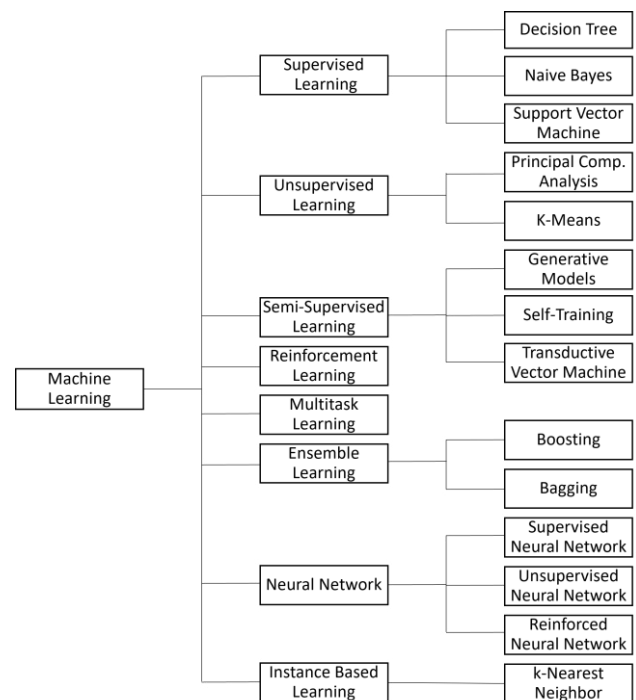 Machine
Learning
Supervised
Learning
Decision Tree
Naive Bayes
Support Vector
Machine
Unsupervised
Learning
Principal Comp.
Analysis
K-Means
Semi-Supervised
Learning
Generative
Models
Self-Training
Transductive
Vector Machine
Reinforcement
Learning
Multitask
Learning
Ensemble
Learning
Boosting
Bagging
Neural Network
Supervised
Neural Network
Unsupervised
Neural Network
Reinforced
Neural Network
Instance Based
Learning
k-Nearest
Neighbor